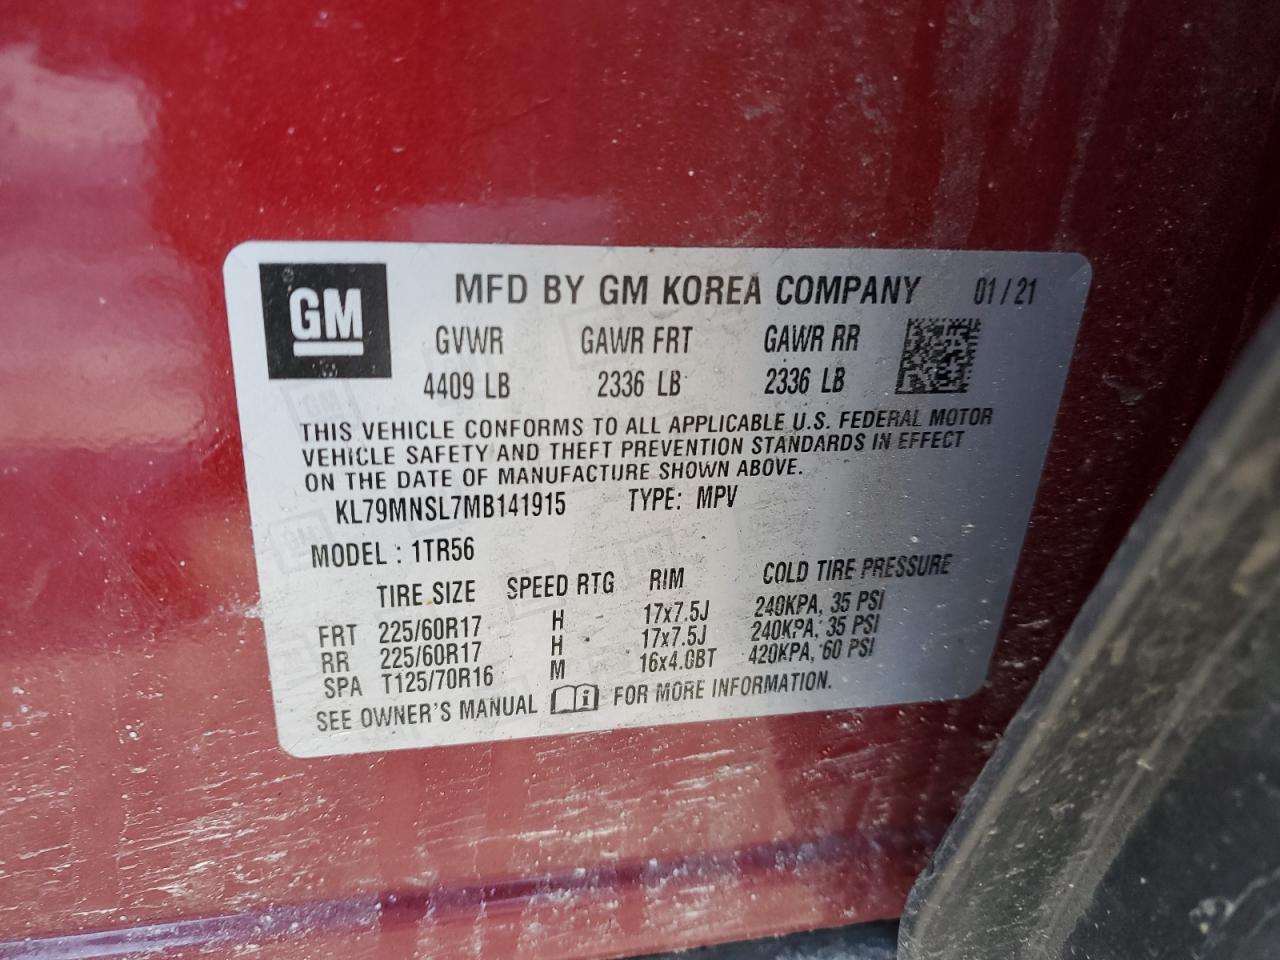 GM MFD BY GM KOREA COMPANY 01/21
GVWR GAWR FRT GAWR RR
4409 LB 2336 LB 2336 LB
THIS VEHICLE CONFORMS TO ALL APPLICABLE U.S. FEDERAL MOTOR
VEHICLE SAFETY AND THEFT PREVENTION STANDARDS IN EFFECT
ON THE DATE OF MANUFACTURE SHOWN ABOVE.
KL79MNSL7MB141915 TYPE: MPV
MODEL : 1TR56
TIRE SIZE SPEED RTG RIM COLD TIRE PRESSURE
FRT 225/60R17 H 17x7.5J 240KPA, 35 PSI
RR 225/60R17 H 17x7.5J 240KPA, 35 PSI
SPA T125/70R16 M 16x4.0BT 420KPA, 60 PSI
SEE OWNER'S MANUAL i FOR MORE INFORMATION.